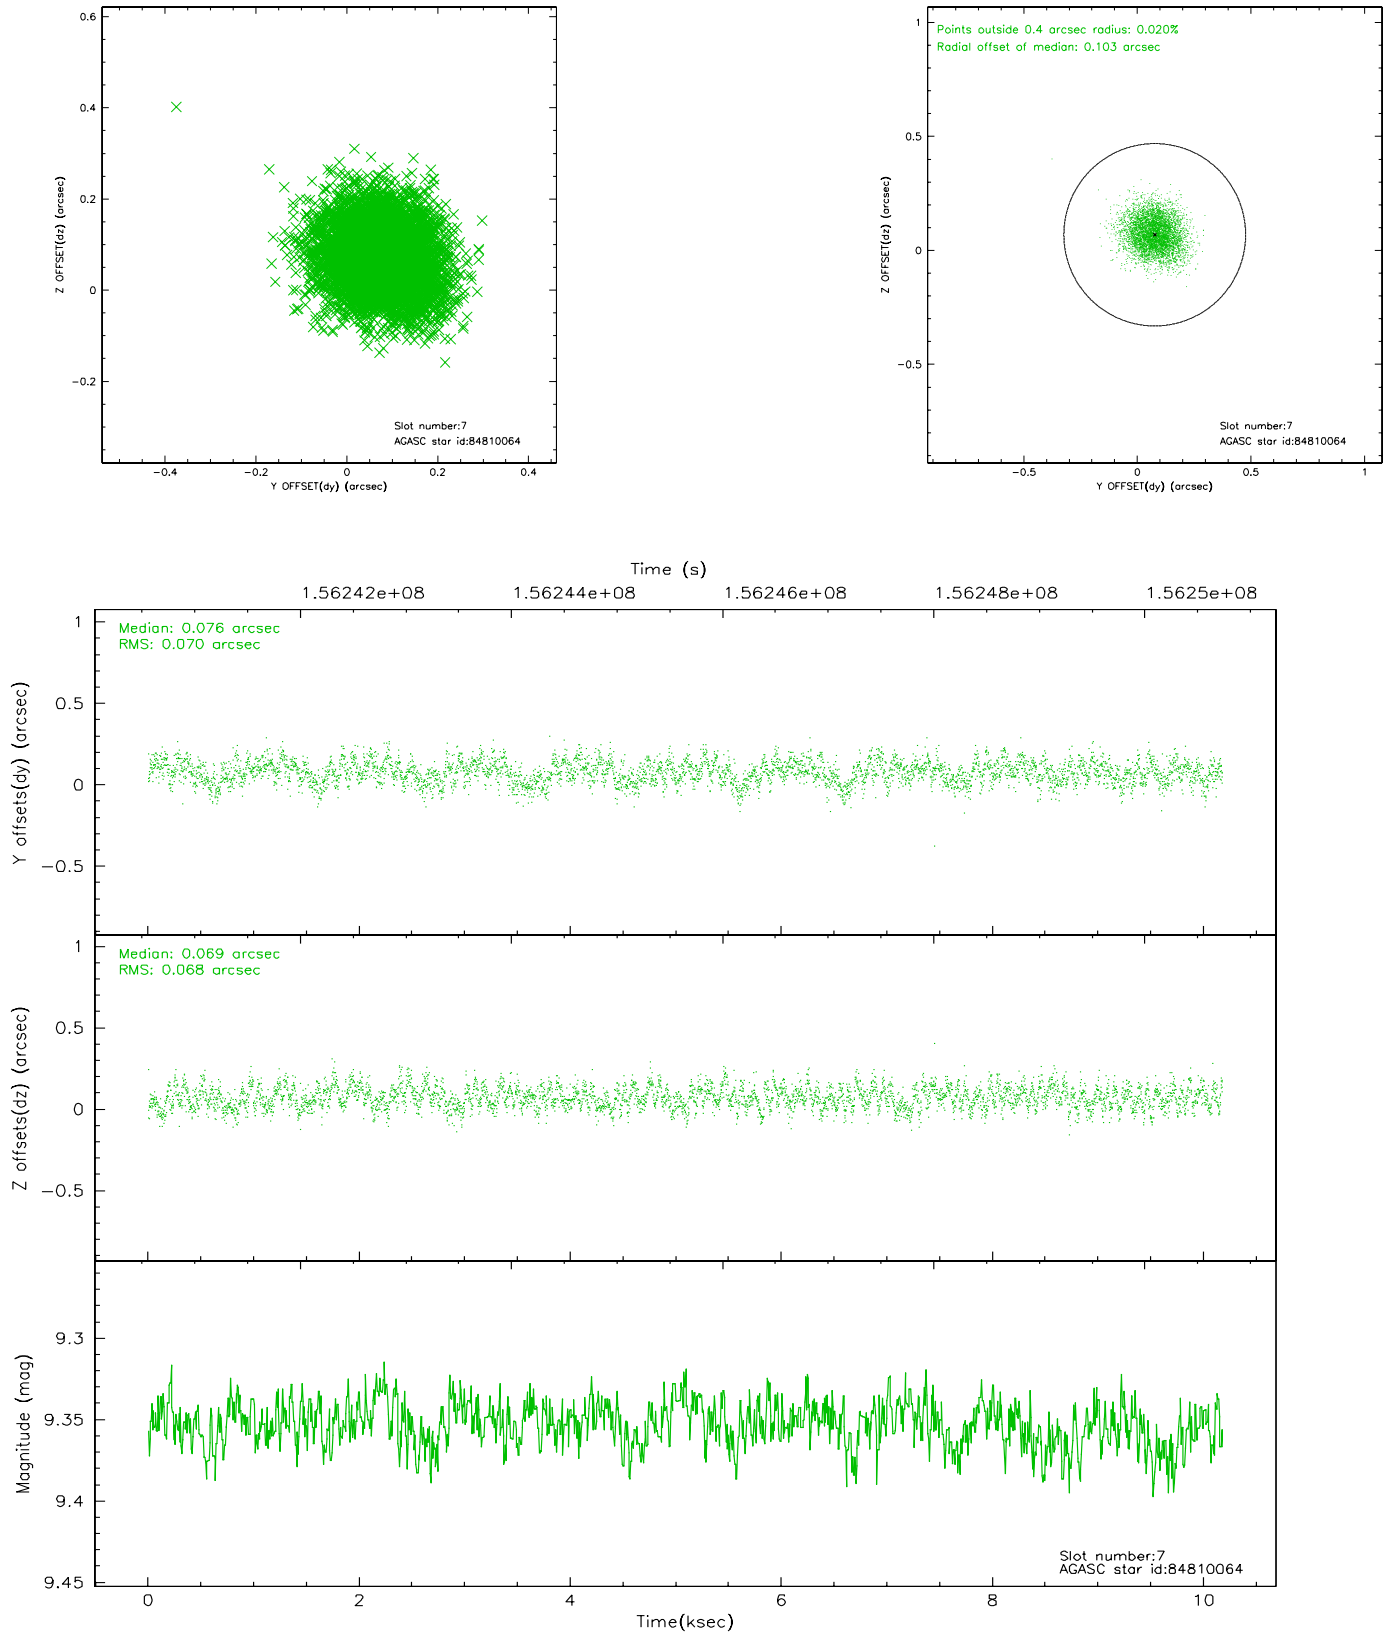 0.6
0.4
0.2
0
−0.2
Z OFFSET(dz) (arcsec)
−0.4
−0.2
0
0.2
0.4
Y OFFSET(dy) (arcsec)
Slot number:7
AGASC star id:84810064
Points outside 0.4 arcsec radius: 0.020%
Radial offset of median: 0.103 arcsec
1
0.5
0
−0.5
Z OFFSET(dz) (arcsec)
−0.5
0
0.5
1
Y OFFSET(dy) (arcsec)
Slot number:7
AGASC star id:84810064
Time (s)
1.56242e+08
1.56244e+08
1.56246e+08
1.56248e+08
1.5625e+08
Median: 0.076 arcsec
RMS: 0.070 arcsec
1
0.5
0
−0.5
Y offsets(dy) (arcsec)
Median: 0.069 arcsec
RMS: 0.068 arcsec
1
0.5
0
−0.5
Z offsets(dz) (arcsec)
9.3
9.35
9.4
9.45
Magnitude (mag)
Slot number:7
AGASC star id:84810064
0
2
4
6
8
10
Time(ksec)